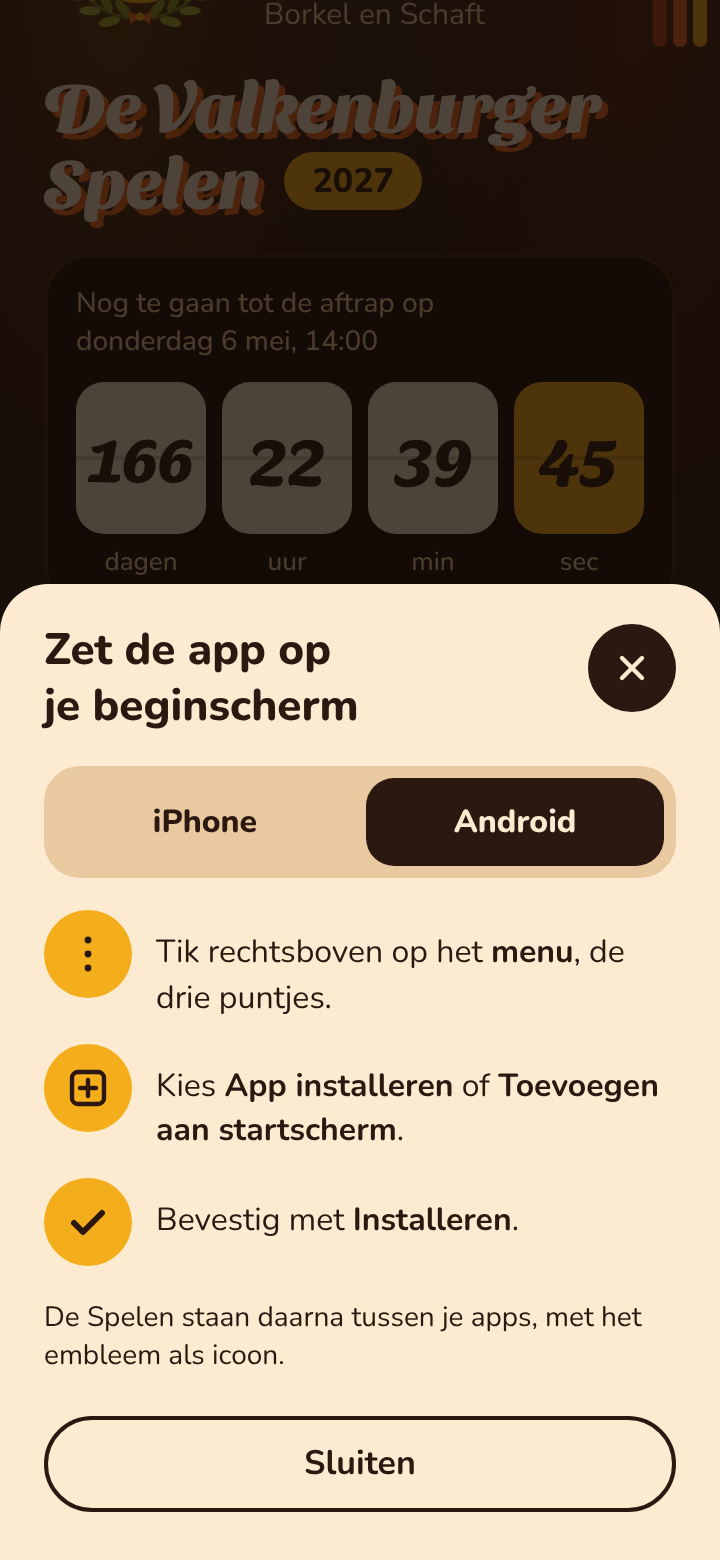 Borkel en Schaft
De Valkenburger
Spelen 2027
Nog te gaan tot de aftrap op
donderdag 6 mei, 14:00
166 22 39 45
dagen uur min sec
Zet de app op
je beginscherm
iPhone Android
Tik rechtsboven op het menu, de
drie puntjes.
Kies App installeren of Toevoegen
aan startscherm.
Bevestig met Installeren.
De Spelen staan daarna tussen je apps, met het
embleem als icoon.
Sluiten